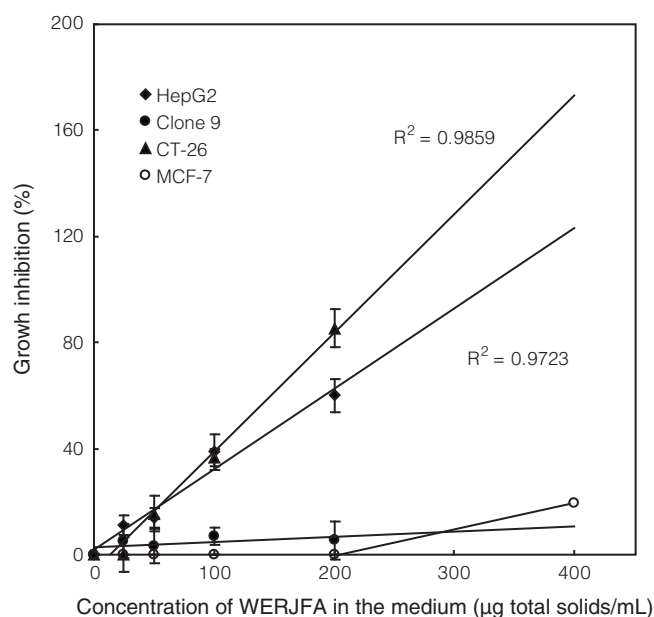 200
160
120
80
40
0
Growh inhibition (%)
HepG2
Clone 9
CT-26
MCF-7
R² = 0.9859
R² = 0.9723
0 100 200 300 400
Concentration of WERJFA in the medium (μg total solids/mL)